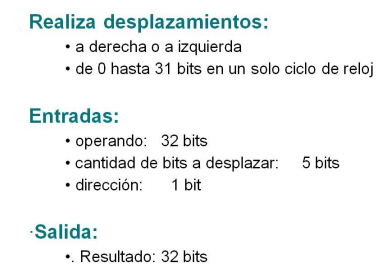 Realiza desplazamientos:
• a derecha o a izquierda
• de 0 hasta 31 bits en un solo ciclo de reloj
Entradas:
• operando: 32 bits
• cantidad de bits a desplazar: 5 bits
• dirección: 1 bit
·Salida:
•. Resultado: 32 bits